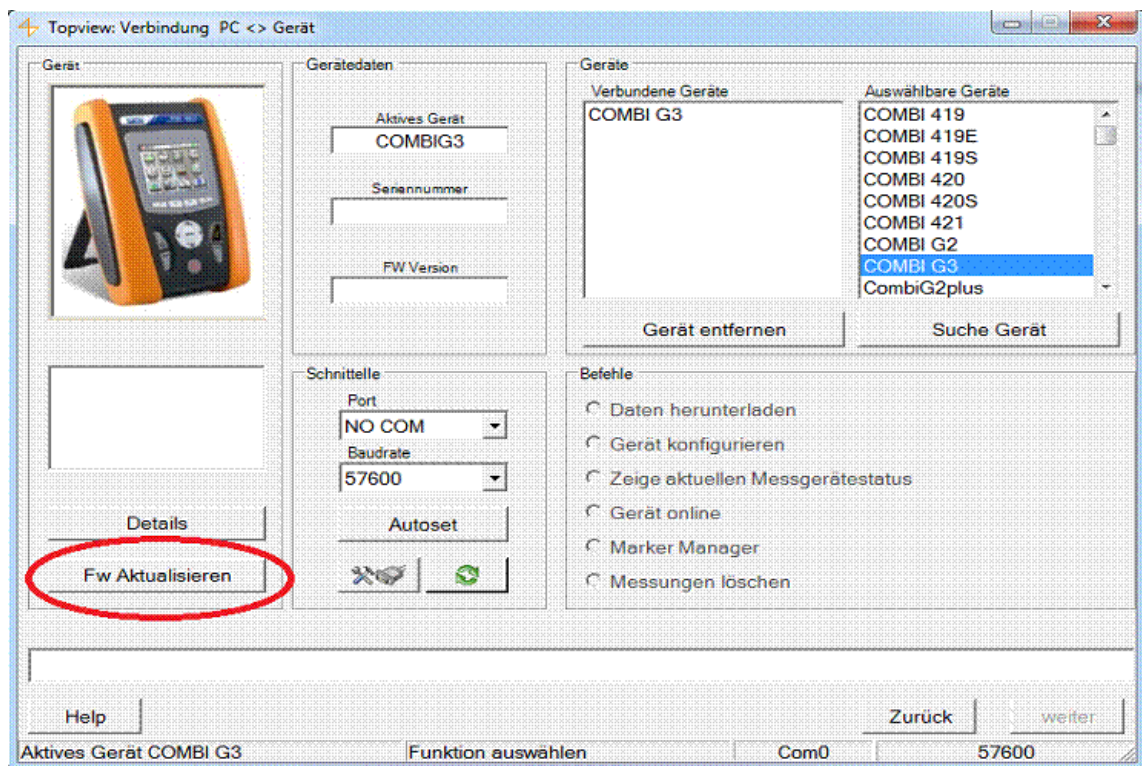 Topview: Verbindung PC <> Gerät
Gerät
Details
Fw Aktualisieren
Gerätedaten
Aktives Gerät
COMBIG3
Seriennummer
FW Version
Schnittelle
Port
NO COM
Baudrate
57600
Autoset
Geräte
Verbundene Geräte
COMBI G3
Gerät entfernen
Auswählbare Geräte
COMBI 419
COMBI 419E
COMBI 419S
COMBI 420
COMBI 420S
COMBI 421
COMBI G2
COMBI G3
CombiG2plus
Suche Gerät
Befehle
Daten herunterladen
Gerät konfigurieren
Zeige aktuellen Messgerätestatus
Gerät online
Marker Manager
Messungen löschen
Help
Zurück
weiter
Aktives Gerät COMBI G3
Funktion auswählen
Com0
57600